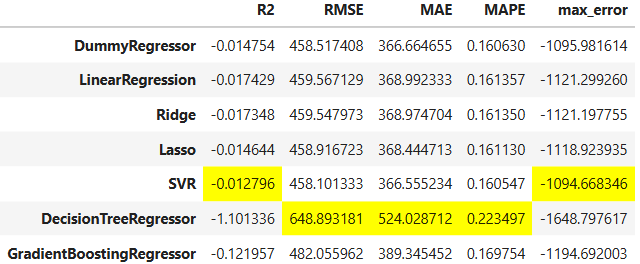 R2 RMSE MAE MAPE max_error
DummyRegressor -0.014754 458.517408 366.664655 0.160630 -1095.981614
LinearRegression -0.017429 459.567129 368.992333 0.161357 -1121.299260
Ridge -0.017348 459.547973 368.974704 0.161350 -1121.197755
Lasso -0.014644 458.916723 368.444713 0.161130 -1118.923935
SVR -0.012796 458.101333 366.555234 0.160547 -1094.668346
DecisionTreeRegressor -1.101336 648.893181 524.028712 0.223497 -1648.797617
GradientBoostingRegressor -0.121957 482.055962 389.345452 0.169754 -1194.692003